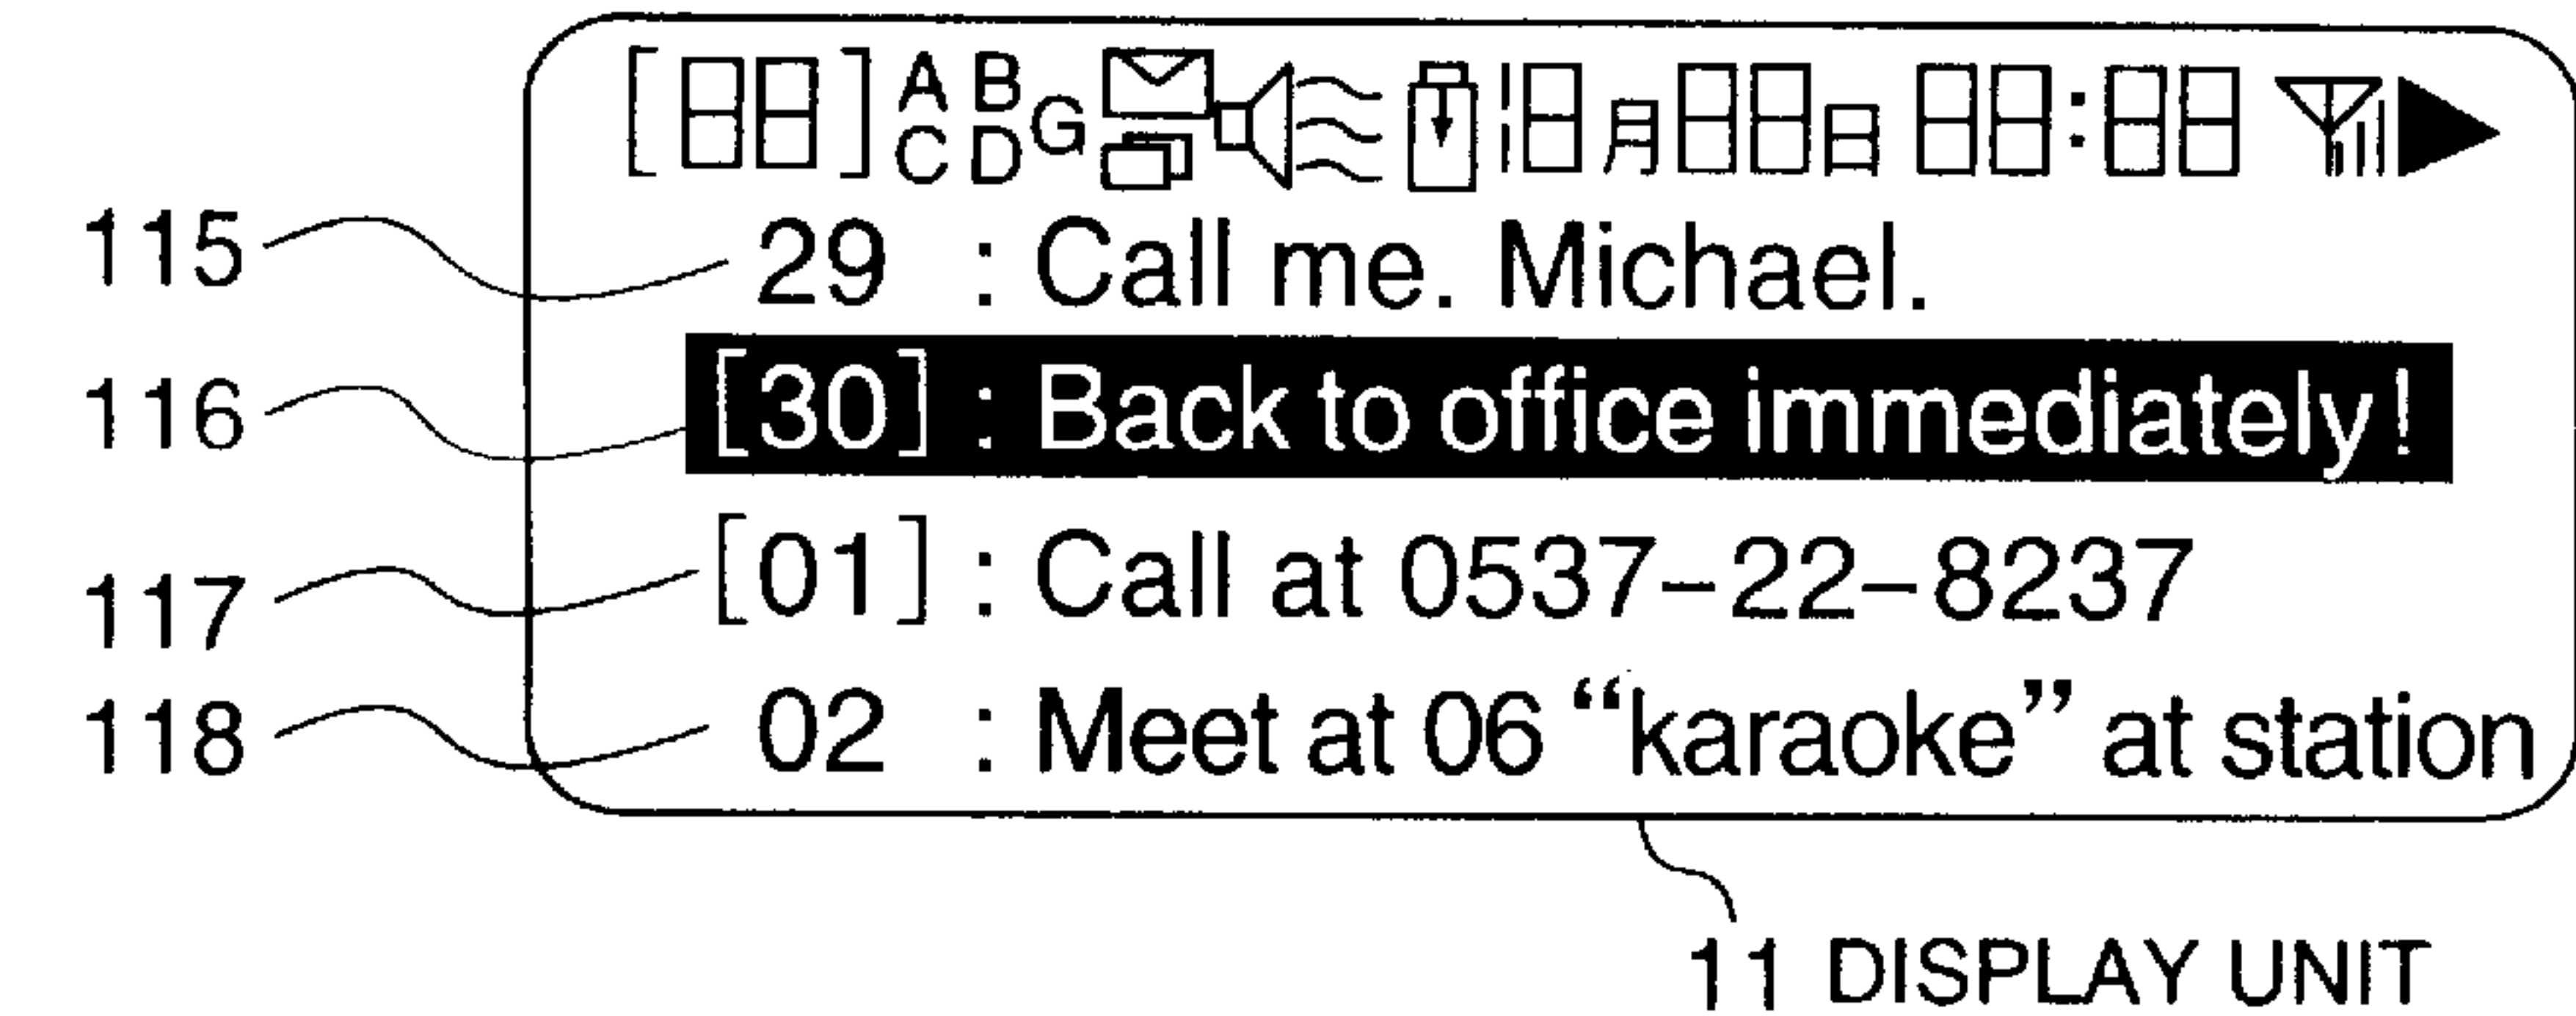 [88] A B C D G 18月88日 88:88
115 29 : Call me. Michael.
116 [30] : Back to office immediately!
117 [01] : Call at 0537-22-8237
118 02 : Meet at 06 “karaoke” at station
11 DISPLAY UNIT